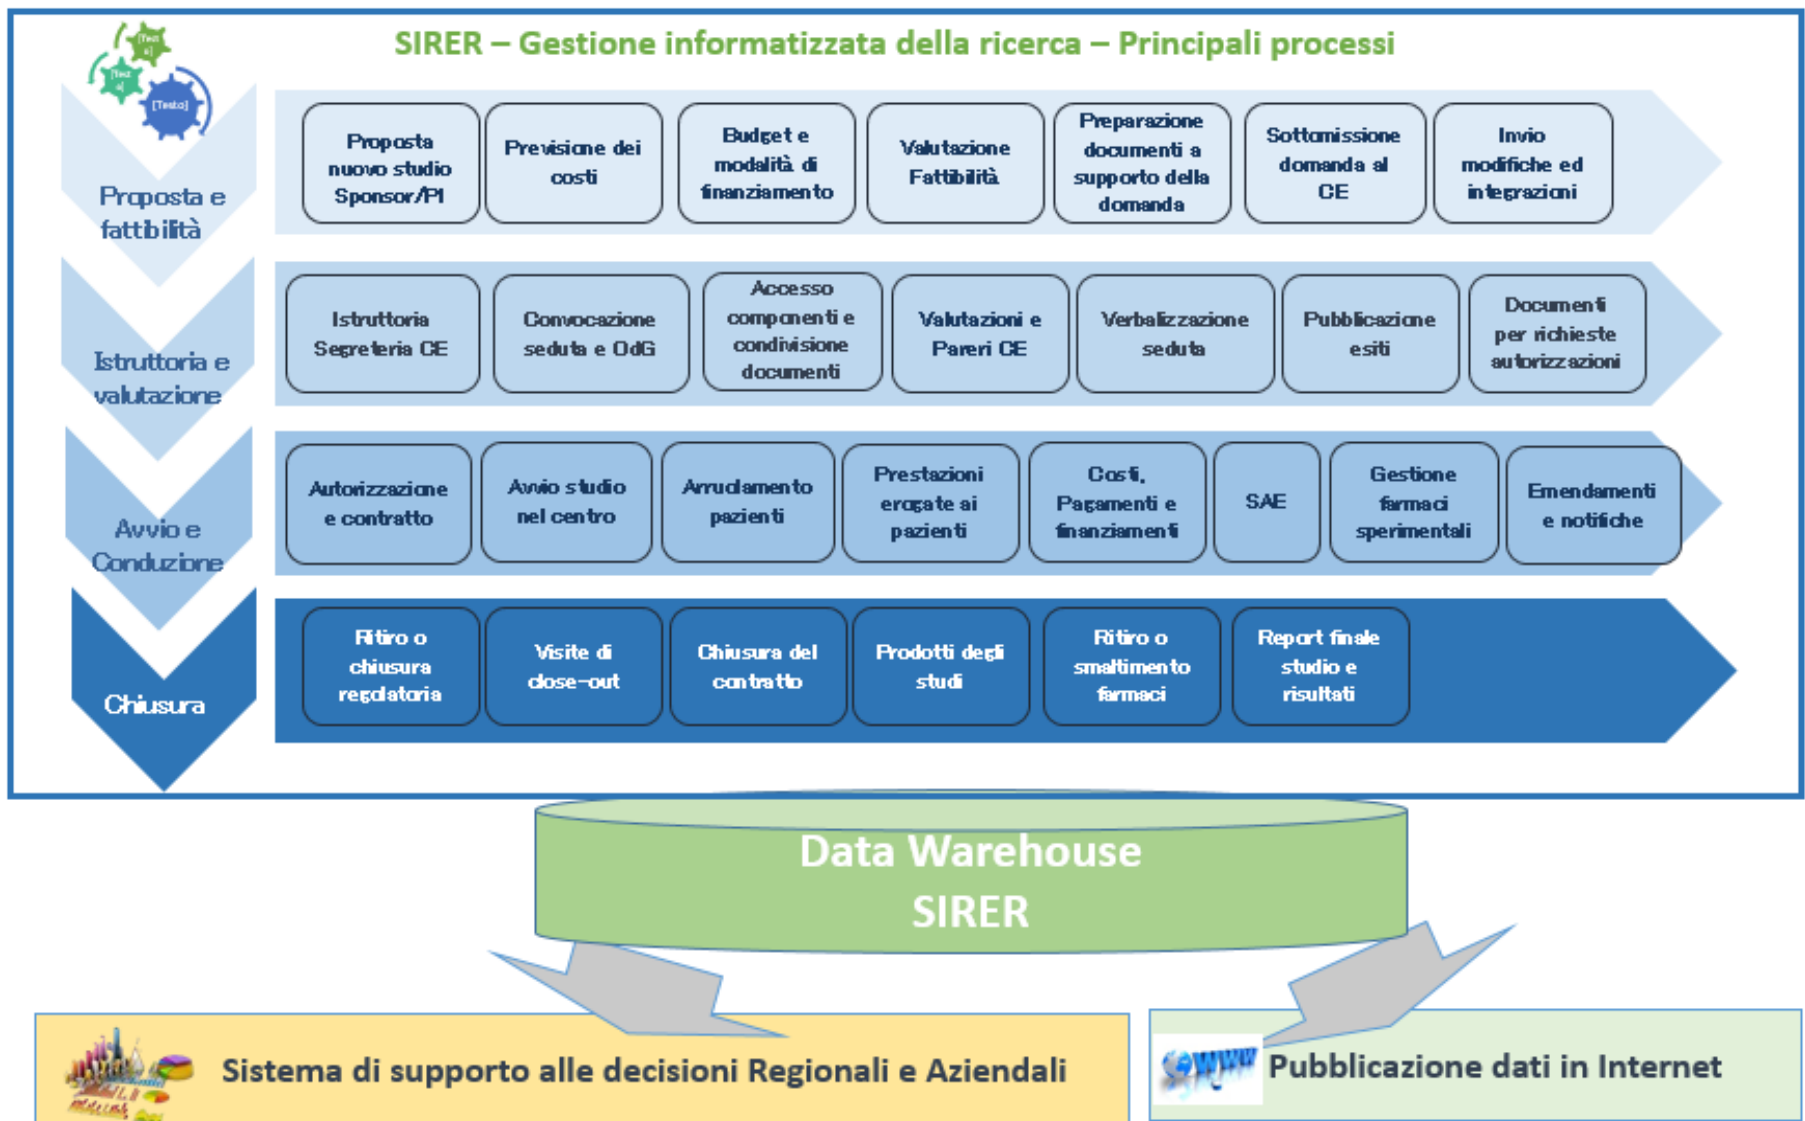 SIRER – Gestione informatizzata della ricerca – Principali processi
[Test
o]
[Test
o]
[Testo]
Proposta e
fattibilità
Proposta
nuovo studio
Sponsor/PI
Previsione dei
costi
Budget e
modalità di
finanziamento
Valutazione
Fattibilità
Preparazione
documenti a
supporto della
domanda
Sottomissione
domanda al
CE
Invio
modifiche ed
integrazioni
Istruttoria e
valutazione
Istruttoria
Segreteria CE
Convocazione
seduta e OdG
Accesso
componenti e
condivisione
documenti
Valutazioni e
Pareri CE
Verbalizzazione
seduta
Pubblicazione
esiti
Documenti
per richieste
autorizzazioni
Avvio e
Conduzione
Autorizzazione
e contratto
Avvio studio
nel centro
Arruolamento
pazienti
Prestazioni
erogate ai
pazienti
Costi,
Pagamenti e
finanziamenti
SAE
Gestione
farmaci
sperimentali
Emendamenti
e notifiche
Chiusura
Ritiro o
chiusura
regolatoria
Visite di
close-out
Chiusura del
contratto
Prodotti degli
studi
Ritiro o
smaltimento
farmaci
Report finale
studio e
risultati
Data Warehouse
SIRER
Sistema di supporto alle decisioni Regionali e Aziendali
www
Pubblicazione dati in Internet